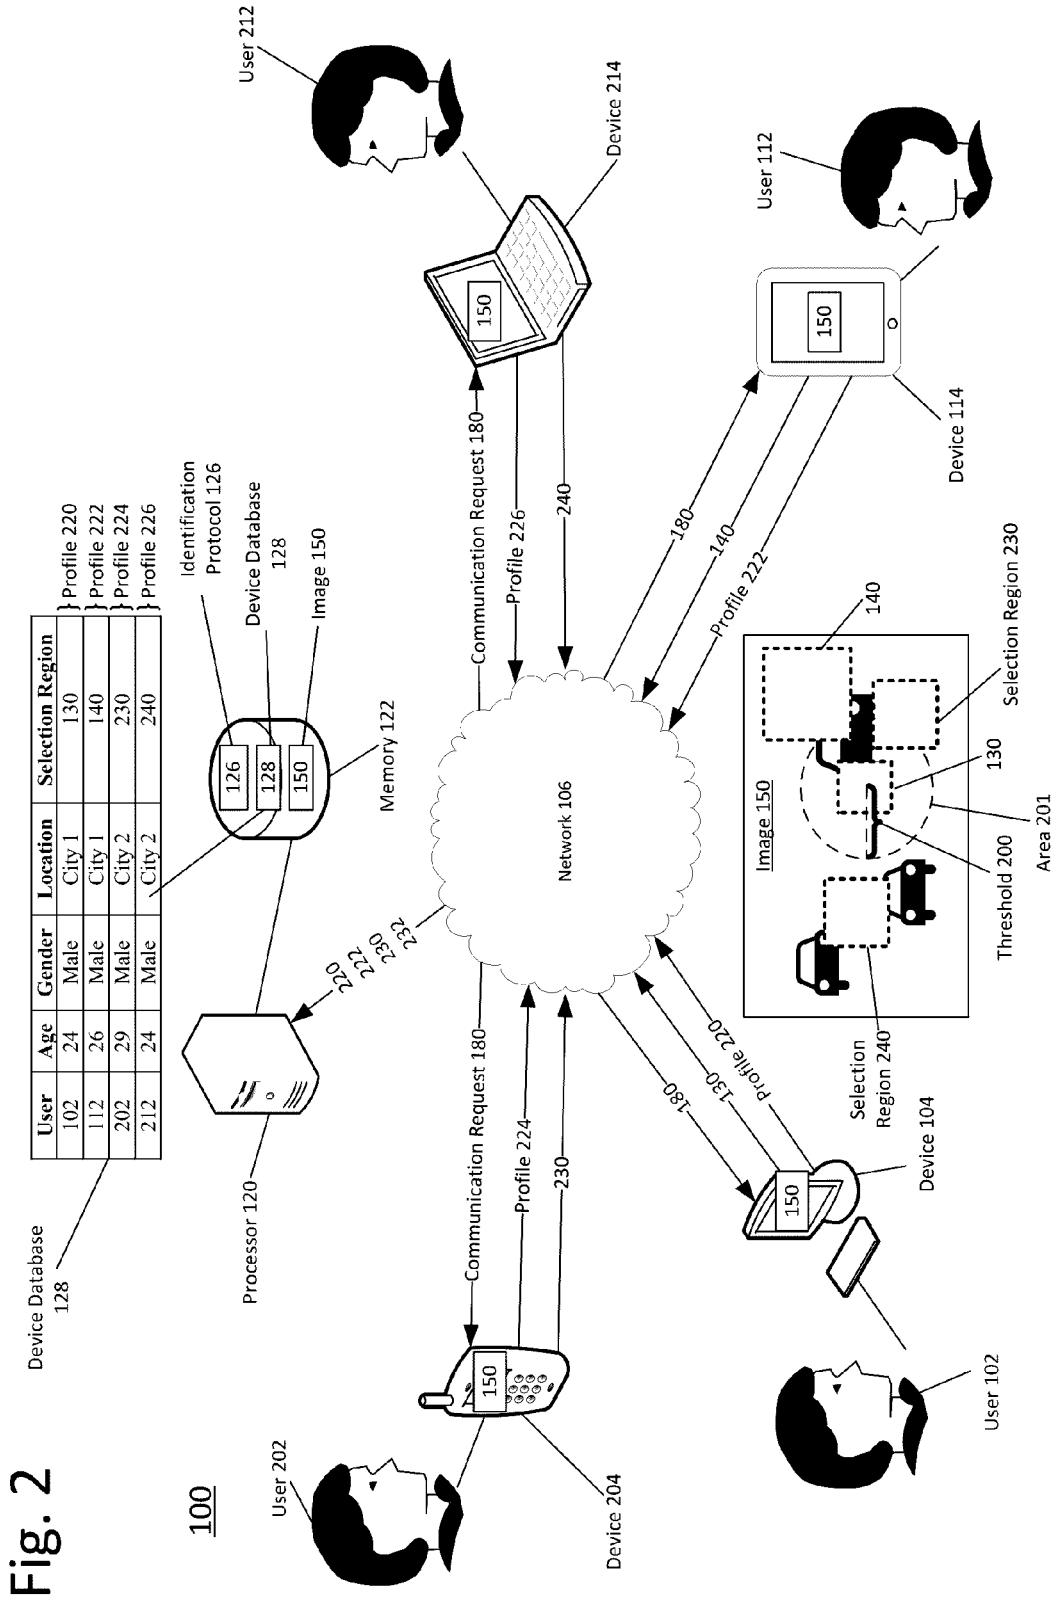 Fig. 2
100
Device Database
128
User Age Gender Location Selection Region
102 24 Male City 1 130
112 26 Male City 1 140
202 29 Male City 2 230
212 24 Male City 2 240
}Profile 220
}Profile 222
}Profile 224
}Profile 226
Processor 120
Identification
Protocol 126
Device Database
128
Image 150
126
128
150
Memory 122
220
222
230
232
User 202
150
Device 204
Communication Request 180
Profile 224
230
Network 106
Communication Request 180
Profile 226
240
150
User 212
Device 214
User 102
150
Device 104
180
130
Profile 220
180
140
Profile 222
150
User 112
Device 114
Image 150
Selection
Region 240
Threshold 200
Area 201
130
Selection Region 230
140